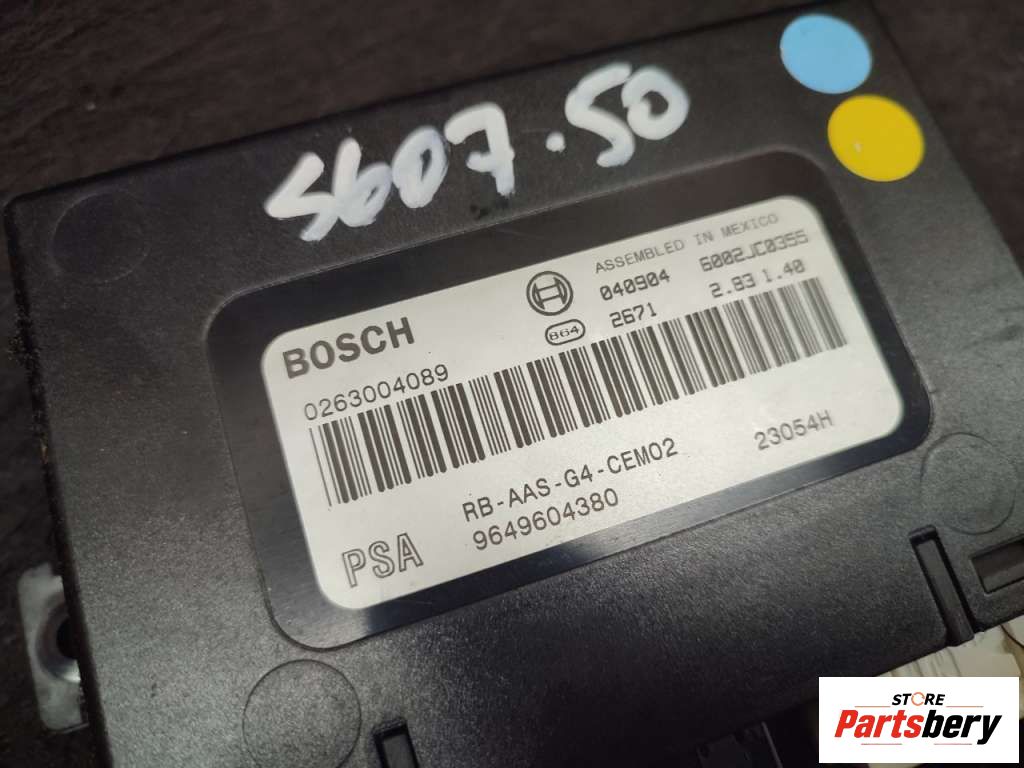 S607.50
ASSEMBLED IN MEXICO
BOSCH
040904 6002JC0355
864 2671 2.83 1.40
0263004089
RB-AAS-G4-CEM02 23054H
PSA 9649604380
STORE
Partsbery